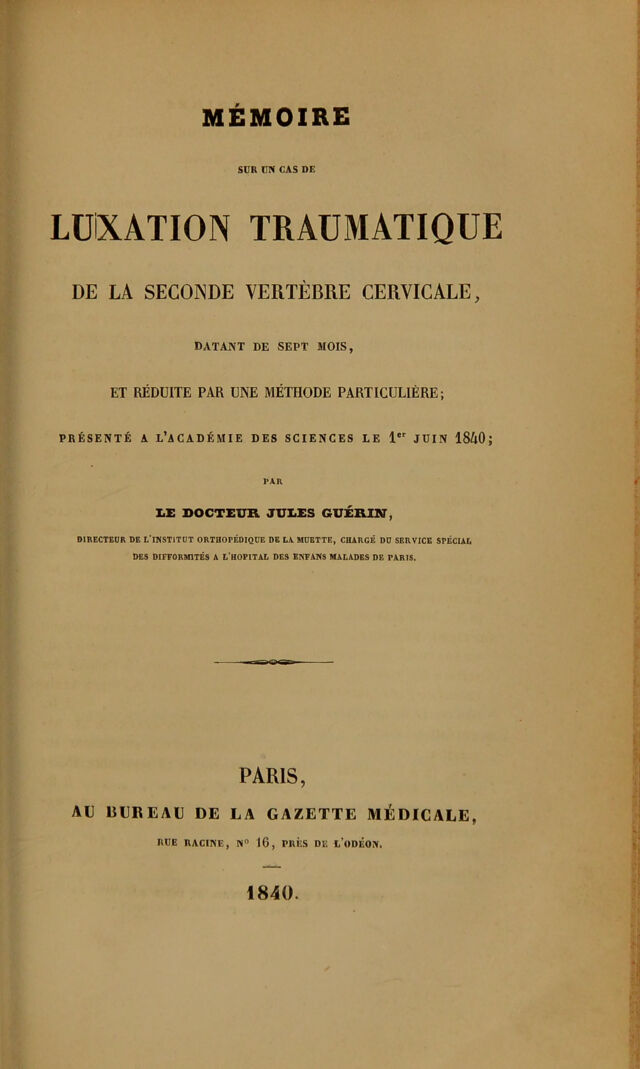 MÉMOIRE
SUR UN CAS DE
LUXATION TRAUMATIQUE
DE LA SECONDE VERTÈBRE CERVICALE,
DATANT DE SEPT MOIS,
ET RÉDUITE PAR UNE MÉTHODE PARTICULIÈRE;
PRÉSENTÉ A L'ACADÉMIE DES SCIENCES LE 1er JUIN 1840;
PAR
LE DOCTEUR JULES GUÉRIN,
DIRECTEUR DE L'INSTITUT ORTHOPÉDIQUE DE LA MUETTE, CHARGÉ DU SERVICE SPÉCIAL
DES DIFFORMITÉS A L'HOPITAL DES ENFANS MALADES DE PARIS.
PARIS,
AU BUREAU DE LA GAZETTE MÉDICALE,
RUE RACINE, N° 16, PRÈS DE L'ODÉON.
1840.